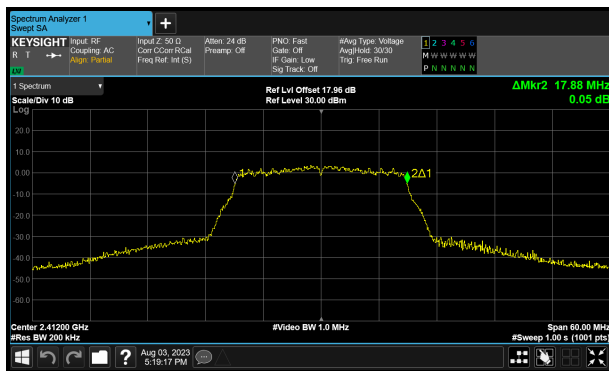 Spectrum Analyzer 1
Swept SA
+
KEYSIGHT
R T
LV
Input: RF
Coupling: AC
Align: Partial
Input Z: 50 Ω
Corr CCorr RCal
Freq Ref: Int (S)
Atten: 24 dB
Preamp: Off
PNO: Fast
Gate: Off
IF Gain: Low
Sig Track: Off
#Avg Type: Voltage
Avg|Hold: 30/30
Trig: Free Run
1 2 3 4 5 6
M W W W W W
P N N N N N
1 Spectrum
Scale/Div 10 dB
Ref Lvl Offset 17.96 dB
Ref Level 30.00 dBm
ΔMkr2 17.88 MHz
0.05 dB
Log
20.0
10.0
0.00
-10.0
-20.0
-30.0
-40.0
-50.0
-60.0
1
2Δ1
Center 2.41200 GHz
#Res BW 200 kHz
#Video BW 1.0 MHz
Span 60.00 MHz
#Sweep 1.00 s (1001 pts)
?
Aug 03, 2023
5:19:17 PM